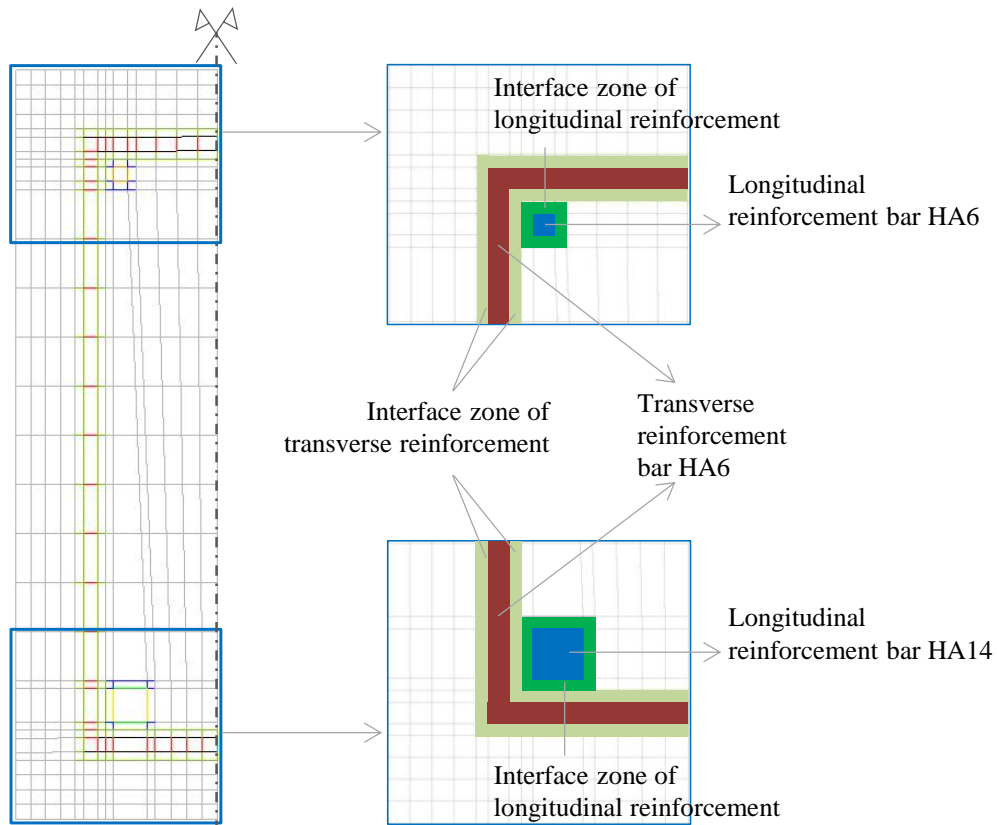 Interface zone of
longitudinal reinforcement
Longitudinal
reinforcement bar HA6
Interface zone of
transverse reinforcement
Transverse
reinforcement
bar HA6
Longitudinal
reinforcement bar HA14
Interface zone of
longitudinal reinforcement